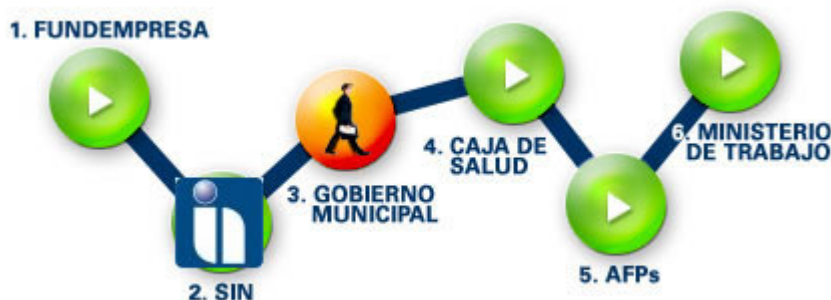 1. FUNDEMPRESA
2. SIN
3. GOBIERNO
MUNICIPAL
4. CAJA DE
SALUD
5. AFPs
6. MINISTERIO
DE TRABAJO